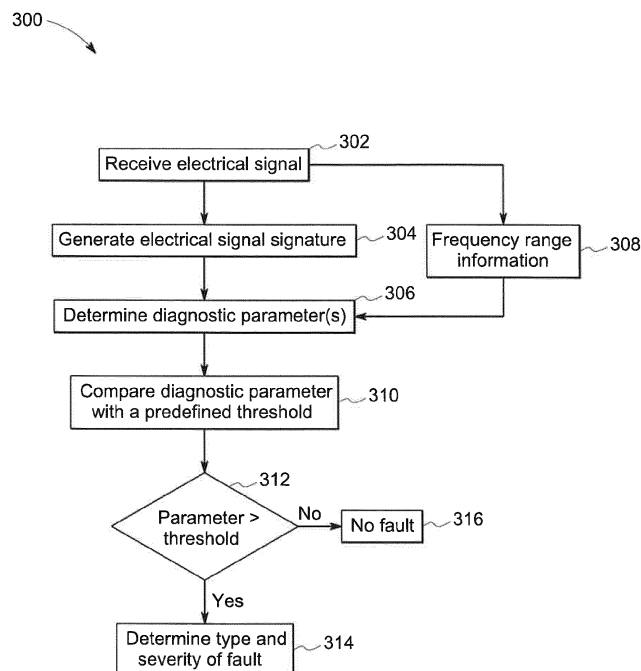 300
302
Receive electrical signal
Generate electrical signal signature
304
Frequency range
information
308
306
Determine diagnostic parameter(s)
Compare diagnostic parameter
with a predefined threshold
310
312
Parameter >
threshold
No
No fault
316
Yes
Determine type and
severity of fault
314